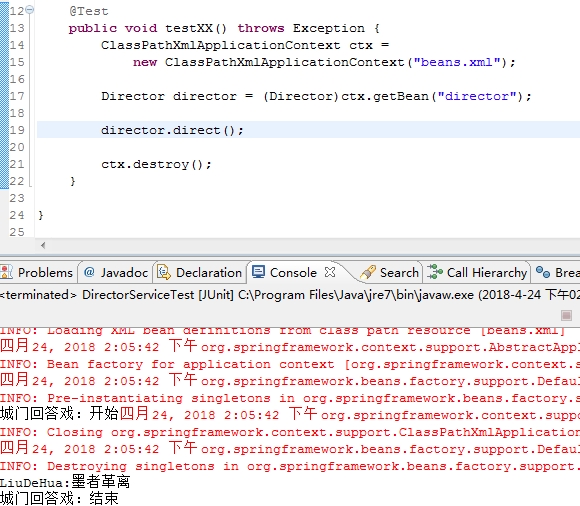 12 @Test
13 public void testXX() throws Exception {
14 ClassPathXmlApplicationContext ctx =
15 new ClassPathXmlApplicationContext("beans.xml");
16
17 Director director = (Director)ctx.getBean("director");
18
19 director.direct();
20
21 ctx.destroy();
22 }
23
24 }
25
Problems @ Javadoc Declaration Console Search Call Hierarchy Brea
<terminated> DirectorServiceTest [JUnit] C:\Program Files\Java\jre7\bin\javaw.exe (2018-4-24 下午02
INFO: Loading XML bean definitions from class path resource [beans.xml]
四月 24, 2018 2:05:42 下午 org.springframework.context.support.AbstractAppl
INFO: Bean factory for application context [org.springframework.context.s
四月 24, 2018 2:05:42 下午 org.springframework.beans.factory.support.Defaul
INFO: Pre-instantiating singletons in org.springframework.beans.factory.s
城门回答戏：开始四月 24, 2018 2:05:42 下午 org.springframework.context.suppo
INFO: Closing org.springframework.context.support.ClassPathXmlApplication
四月 24, 2018 2:05:42 下午 org.springframework.beans.factory.support.Defaul
INFO: Destroying singletons in org.springframework.beans.factory.support.
LiuDeHua:墨者革离
城门回答戏：结束